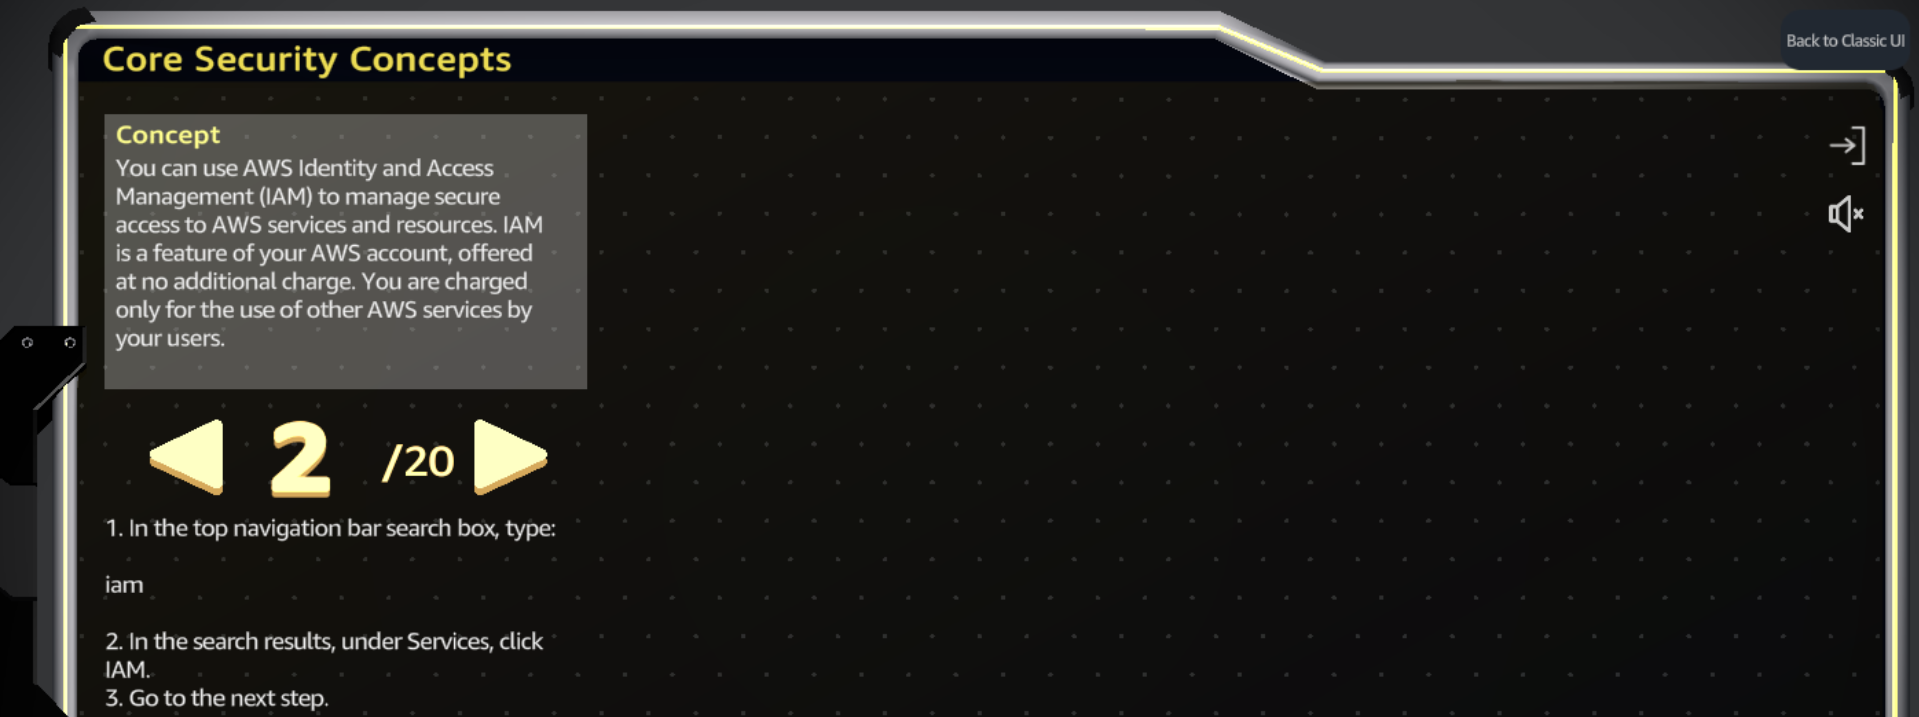 Back to Classic UI
Core Security Concepts
Concept
You can use AWS Identity and Access
Management (IAM) to manage secure
access to AWS services and resources. IAM
is a feature of your AWS account, offered
at no additional charge. You are charged
only for the use of other AWS services by
your users.
2 /20
1. In the top navigation bar search box, type:
iam
2. In the search results, under Services, click
IAM.
3. Go to the next step.